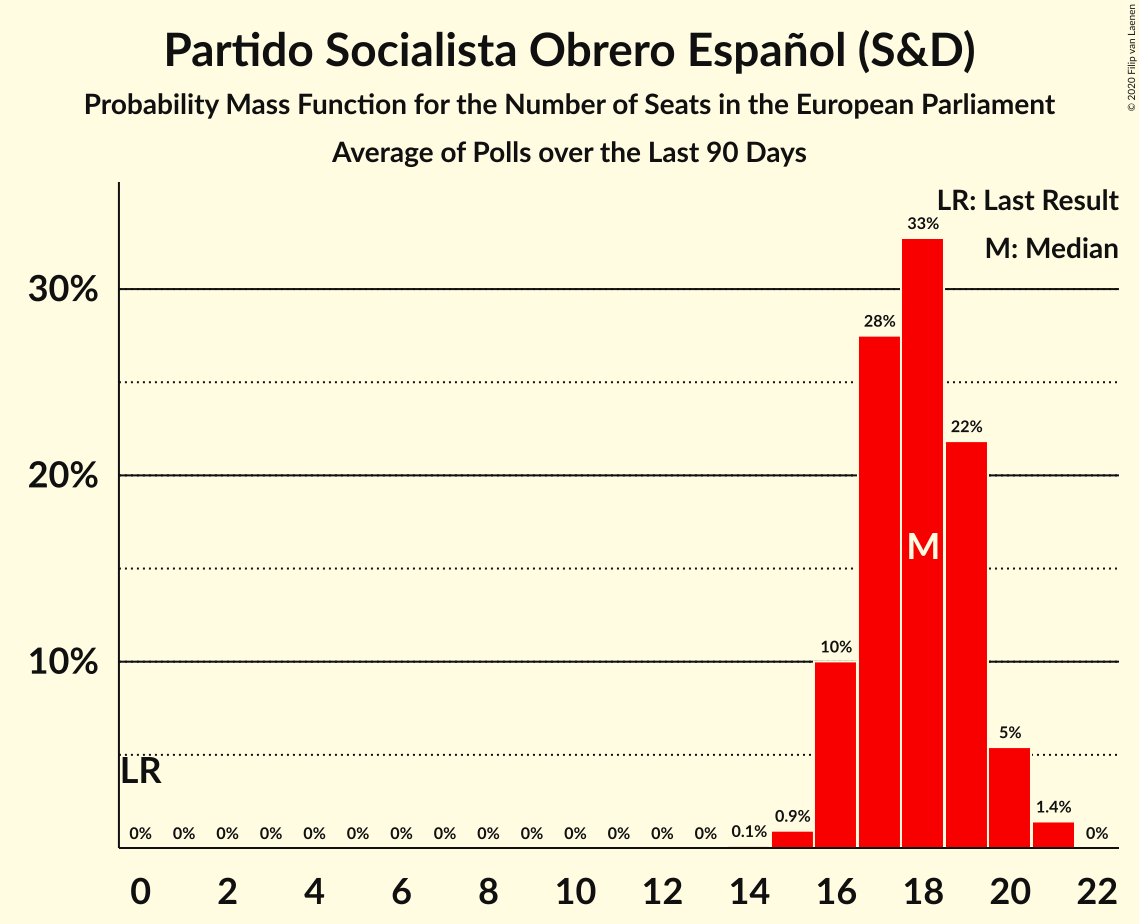 Partido Socialista Obrero Español (S&D)
Probability Mass Function for the Number of Seats in the European Parliament
Average of Polls over the Last 90 Days
© 2020 Filip van Laenen
LR: Last Result
M: Median
33%
30%
28%
22%
20%
M
10%
10%
5%
LR
0% 0% 0% 0% 0% 0% 0% 0% 0% 0% 0% 0% 0% 0% 0.1% 0.9% 1.4% 0%
0 2 4 6 8 10 12 14 16 18 20 22